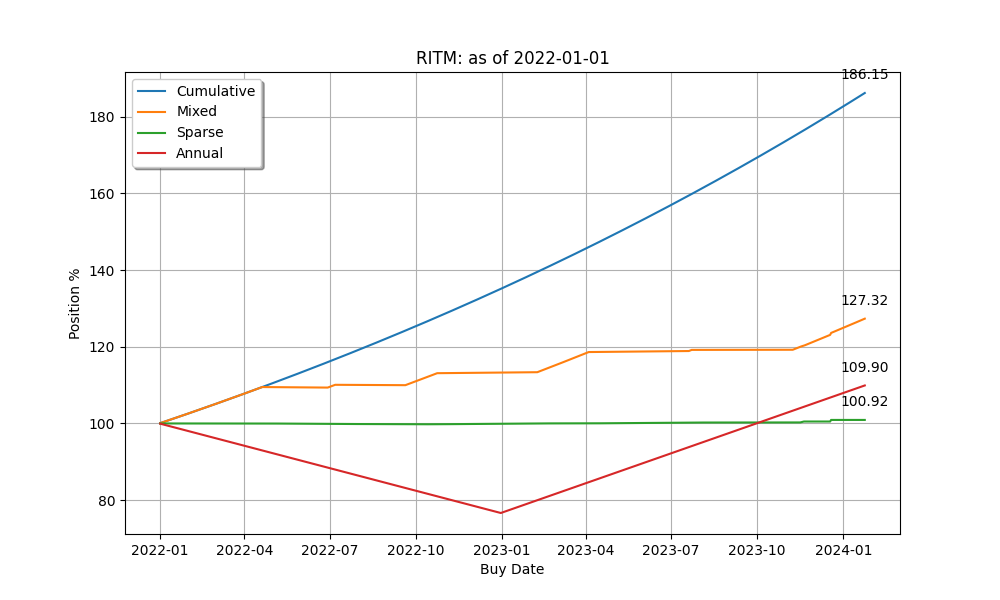 RITM: as of 2022-01-01
Cumulative
Mixed
Sparse
Annual
186.15
127.32
109.90
100.92
180
160
140
120
100
80
Position %
2022-01 2022-04 2022-07 2022-10 2023-01 2023-04 2023-07 2023-10 2024-01
Buy Date